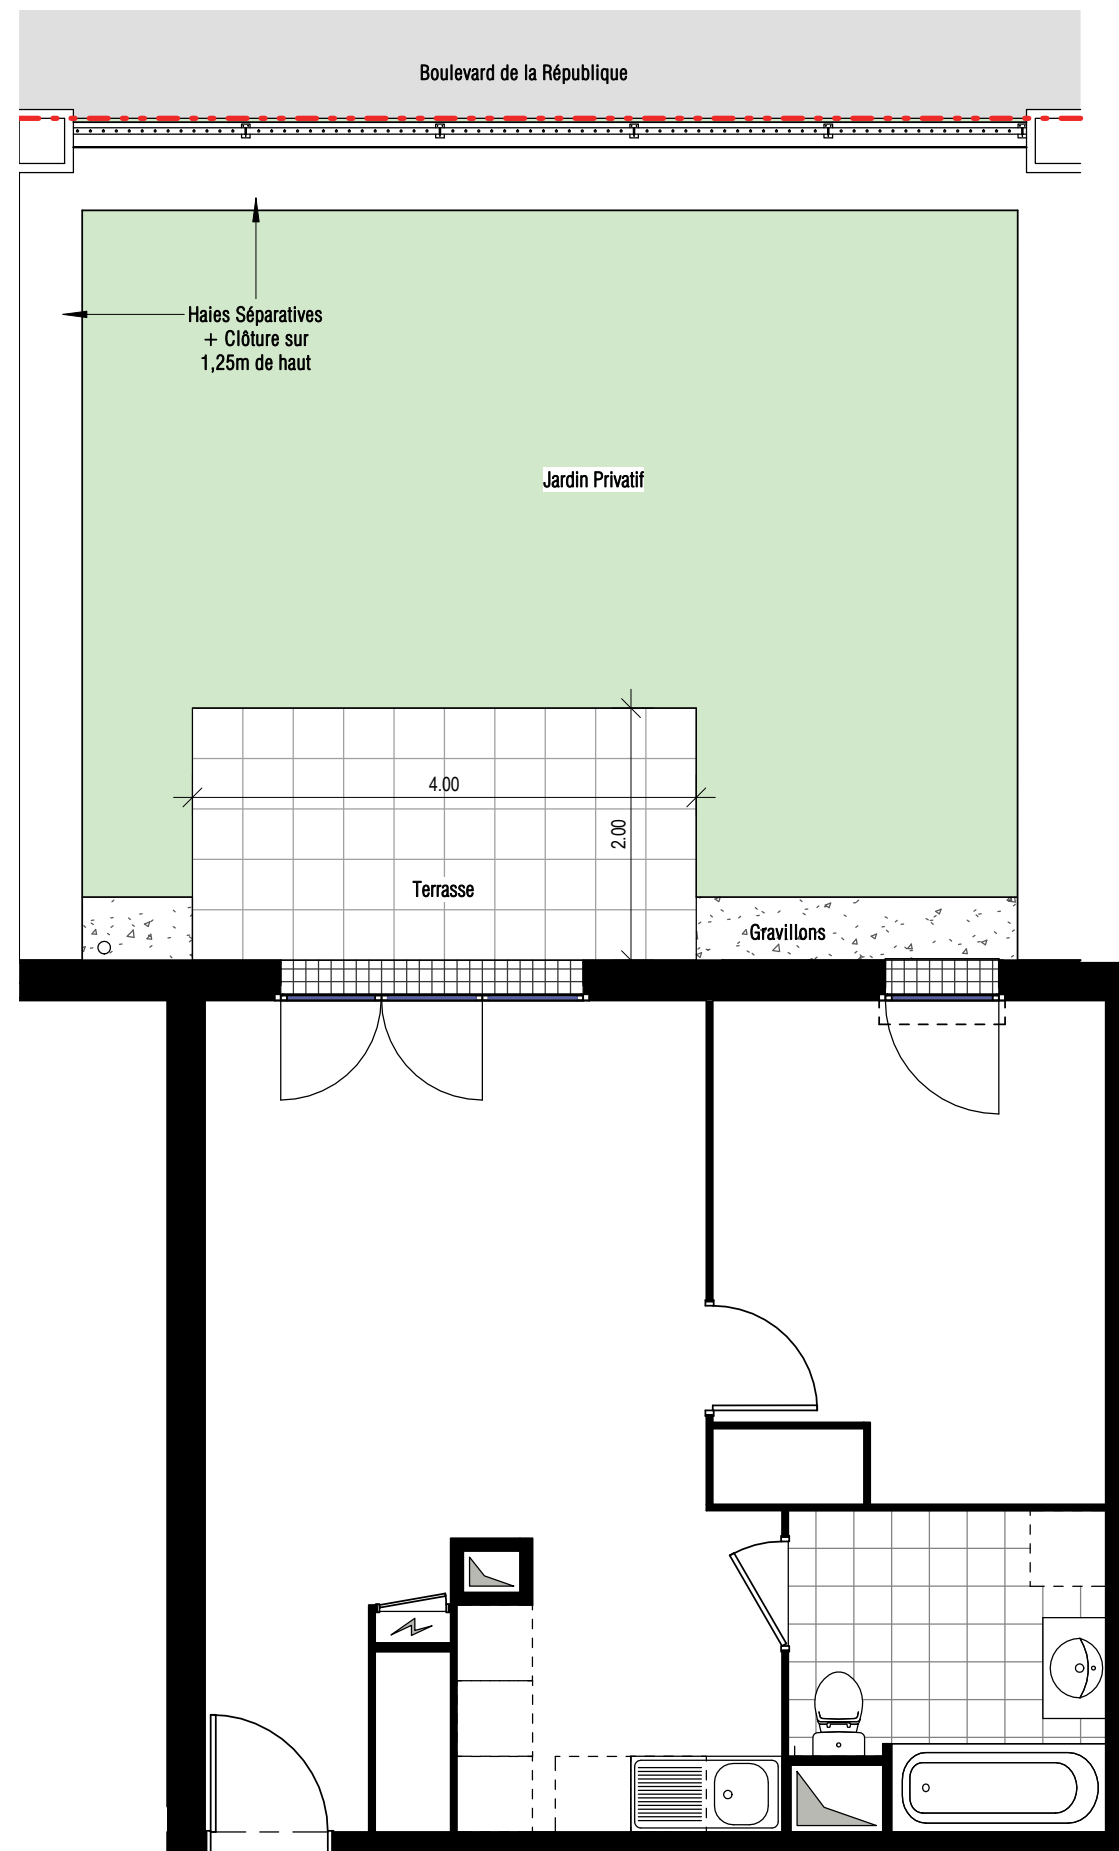 Boulevard de la République
Haies Séparatives
+ Clôture sur
1,25m de haut
Jardin Privatif
4.00
2.00
Terrasse
Gravillons